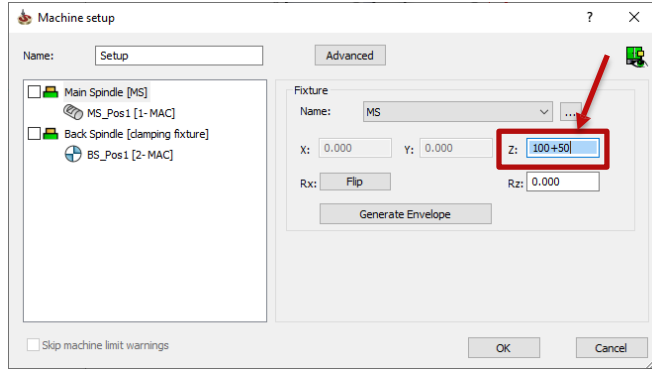 Machine setup
?
Name: Setup Advanced
Main Spindle [MS]
MS_Pos1 [1- MAC]
Back Spindle [clamping fixture]
BS_Pos1 [2- MAC]
Fixture
Name: MS ...
X: 0.000 Y: 0.000 Z: 100+50
Rx: Flip Rz: 0.000
Generate Envelope
Skip machine limit warnings
OK Cancel